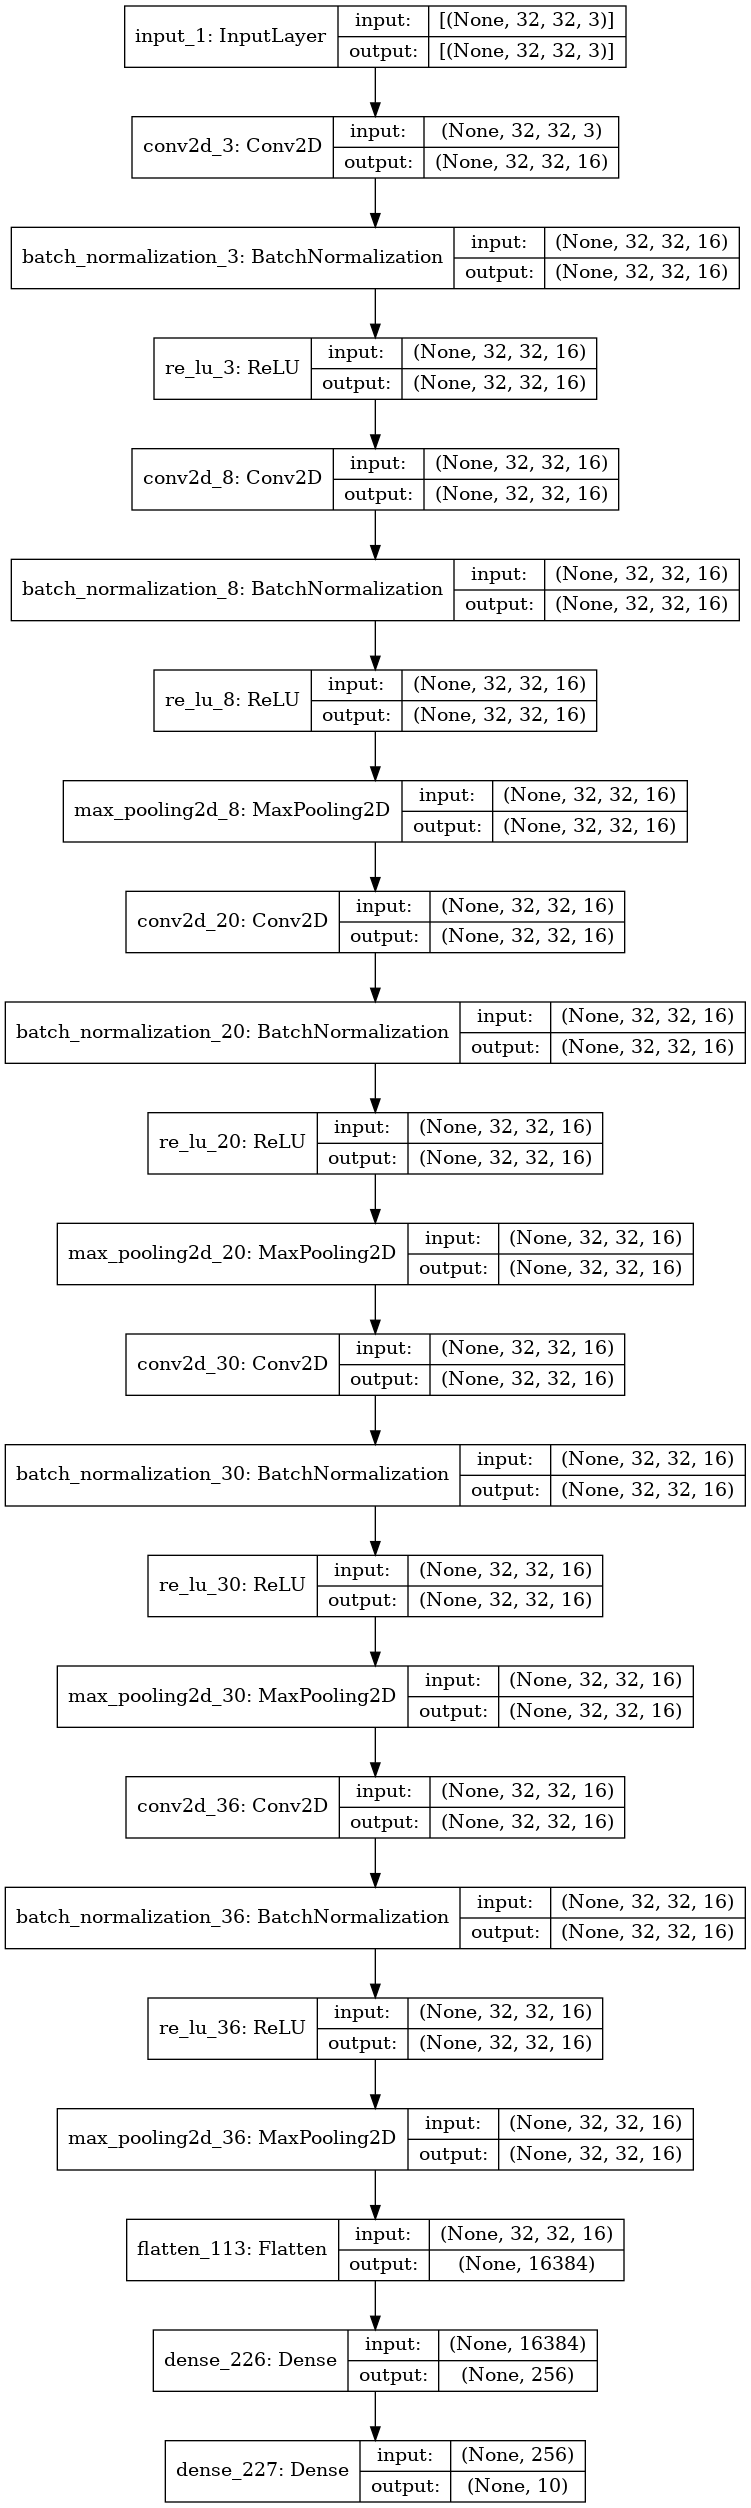 input_1: InputLayer
input: [(None, 32, 32, 3)]
output: [(None, 32, 32, 3)]
conv2d_3: Conv2D
input: (None, 32, 32, 3)
output: (None, 32, 32, 16)
batch_normalization_3: BatchNormalization
input: (None, 32, 32, 16)
output: (None, 32, 32, 16)
re_lu_3: ReLU
input: (None, 32, 32, 16)
output: (None, 32, 32, 16)
conv2d_8: Conv2D
input: (None, 32, 32, 16)
output: (None, 32, 32, 16)
batch_normalization_8: BatchNormalization
input: (None, 32, 32, 16)
output: (None, 32, 32, 16)
re_lu_8: ReLU
input: (None, 32, 32, 16)
output: (None, 32, 32, 16)
max_pooling2d_8: MaxPooling2D
input: (None, 32, 32, 16)
output: (None, 32, 32, 16)
conv2d_20: Conv2D
input: (None, 32, 32, 16)
output: (None, 32, 32, 16)
batch_normalization_20: BatchNormalization
input: (None, 32, 32, 16)
output: (None, 32, 32, 16)
re_lu_20: ReLU
input: (None, 32, 32, 16)
output: (None, 32, 32, 16)
max_pooling2d_20: MaxPooling2D
input: (None, 32, 32, 16)
output: (None, 32, 32, 16)
conv2d_30: Conv2D
input: (None, 32, 32, 16)
output: (None, 32, 32, 16)
batch_normalization_30: BatchNormalization
input: (None, 32, 32, 16)
output: (None, 32, 32, 16)
re_lu_30: ReLU
input: (None, 32, 32, 16)
output: (None, 32, 32, 16)
max_pooling2d_30: MaxPooling2D
input: (None, 32, 32, 16)
output: (None, 32, 32, 16)
conv2d_36: Conv2D
input: (None, 32, 32, 16)
output: (None, 32, 32, 16)
batch_normalization_36: BatchNormalization
input: (None, 32, 32, 16)
output: (None, 32, 32, 16)
re_lu_36: ReLU
input: (None, 32, 32, 16)
output: (None, 32, 32, 16)
max_pooling2d_36: MaxPooling2D
input: (None, 32, 32, 16)
output: (None, 32, 32, 16)
flatten_113: Flatten
input: (None, 32, 32, 16)
output: (None, 16384)
dense_226: Dense
input: (None, 16384)
output: (None, 256)
dense_227: Dense
input: (None, 256)
output: (None, 10)